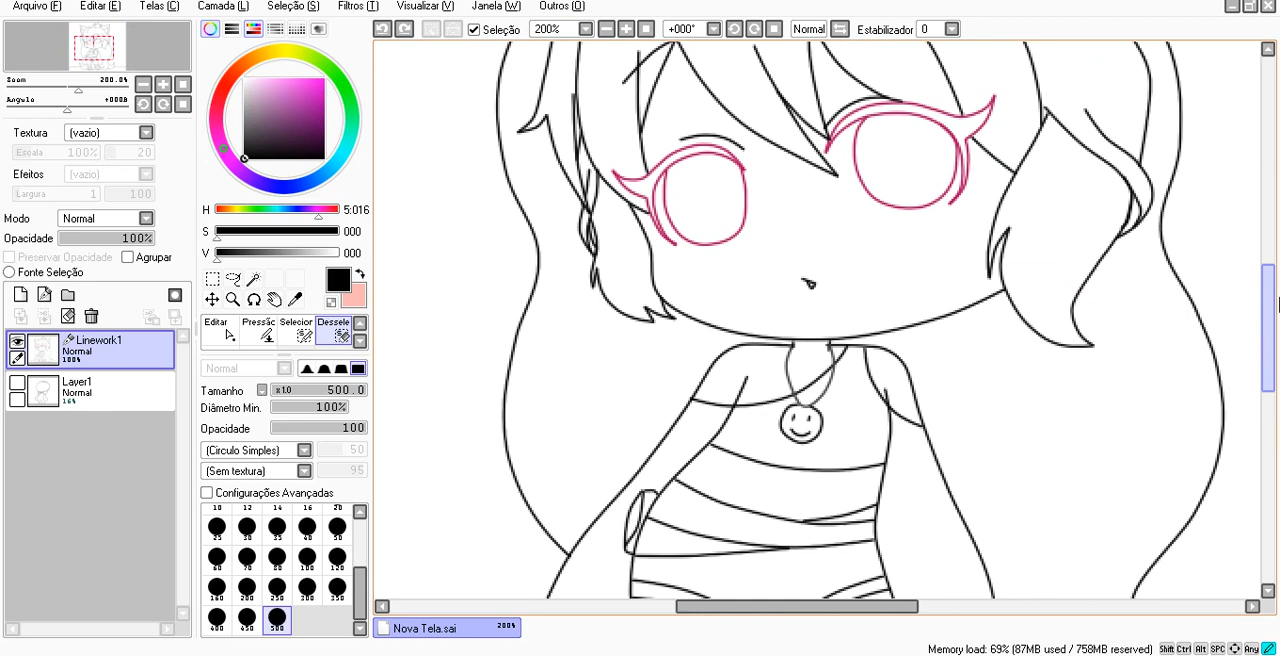 Arquivo (F) Editar (E) Telas (C) Camada (L) Seleção (S) Filtros (T) Visualizar (V) Janela (W) Outros (O)
Seleção 200% +000° Normal Estabilizador 0
Zoom 200.0%
Angulo +000Я
Textura (vazio)
Escala 100% 20
Efeitos (vazio)
Largura 1 100
Modo Normal
Opacidade 100%
Preservar Opacidade Agrupar
Fonte Seleção
Linework1
Normal
100%
Layer1
Normal
16%
H 5:016
S 000
V 000
Editar Pressão Selecior Dessele
Normal
Tamanho x 1.0 500.0
Diâmetro Min. 100%
Opacidade 100
(Circulo Simples) 50
(Sem textura) 95
Configurações Avançadas
10 12 14 16 20
25 30 35 40 50
60 70 80 100 120
160 200 250 300 350
400 450 500
Nova Tela.sai 200%
Memory load: 69% (87MB used / 758MB reserved) Shift Ctrl Alt SPC Any